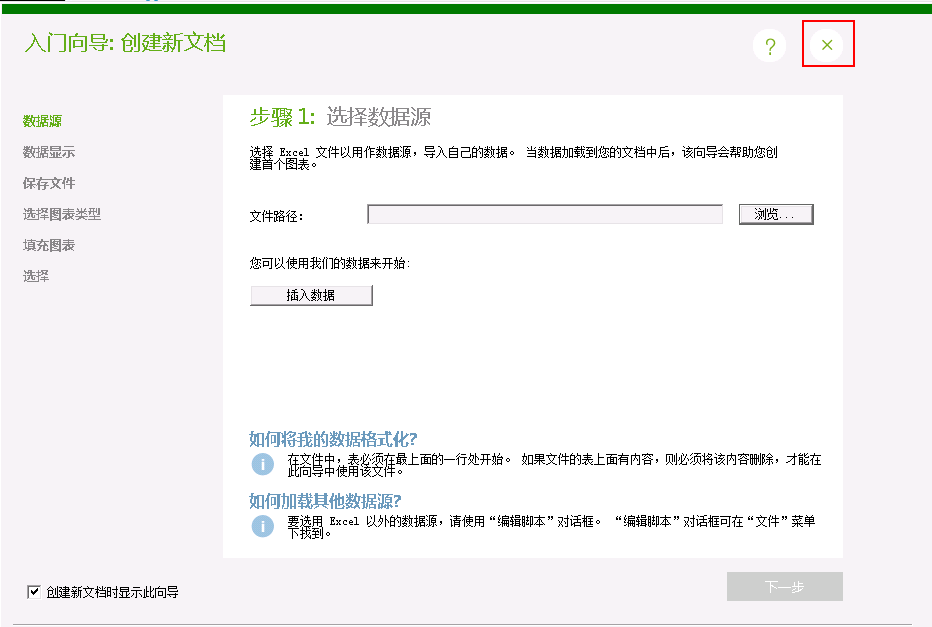 入门向导: 创建新文档
?
×
数据源
数据显示
保存文件
选择图表类型
填充图表
选择
步骤 1: 选择数据源
选择 Excel 文件以用作数据源，导入自己的数据。 当数据加载到您的文档中后，该向导会帮助您创
建首个图表。
文件路径:
浏览...
您可以使用我们的数据来开始:
插入数据
如何将我的数据格式化?
i
在文件中，表必须在最上面的一行处开始。 如果文件的表上面有内容，则必须将该内容删除，才能在
此向导中使用该文件。
如何加载其他数据源?
i
要选用 Excel 以外的数据源，请使用“编辑脚本”对话框。 “编辑脚本”对话框可在“文件”菜单
下找到。
创建新文档时显示此向导
下一步